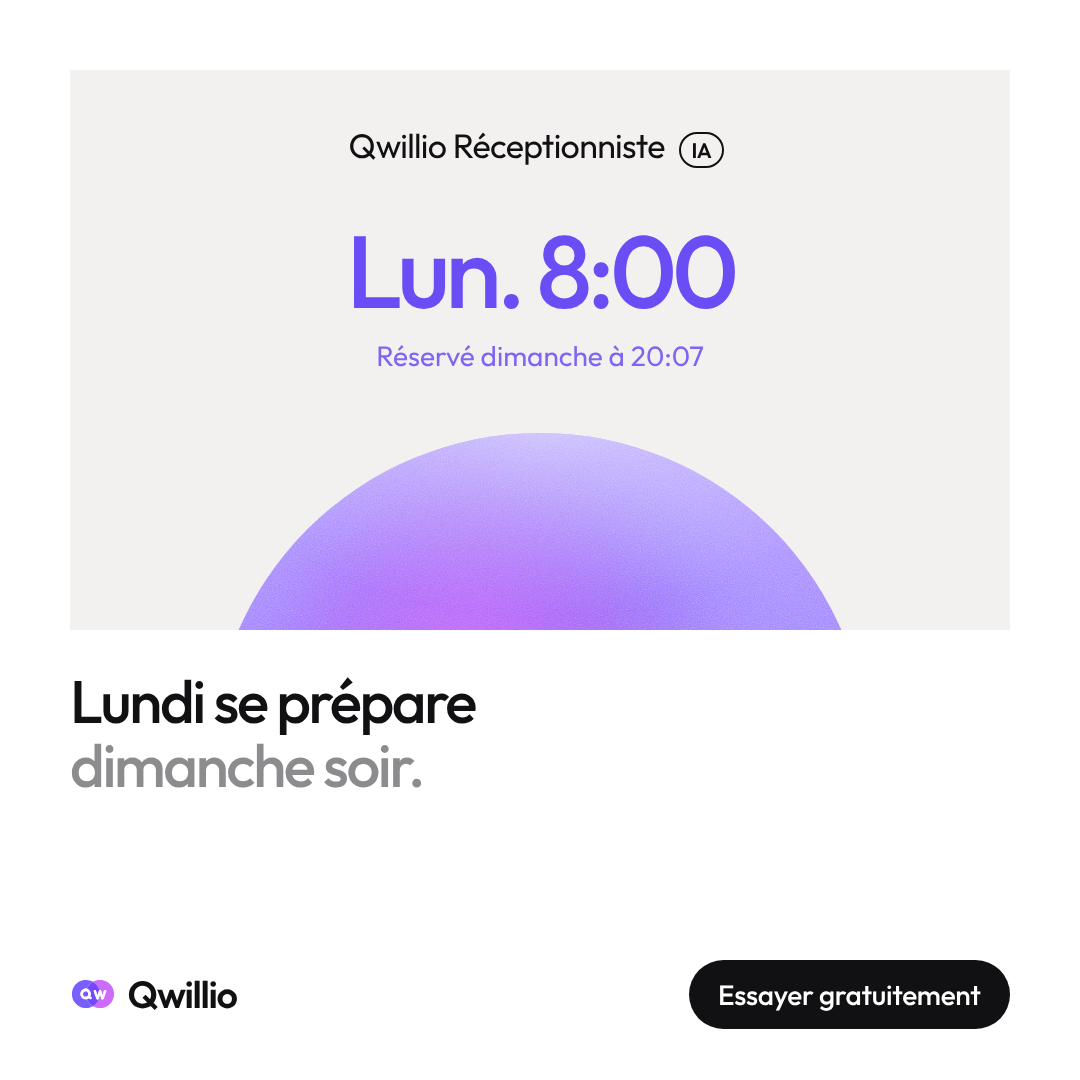 Qwillio Réceptionniste IA
Lun. 8:00
Réservé dimanche à 20:07
Lundi se prépare
dimanche soir.
QW Qwillio
Essayer gratuitement